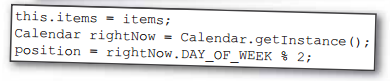 this.items = items;
Calendar rightNow = Calendar.getInstance();
position = rightNow.DAY_OF_WEEK % 2;